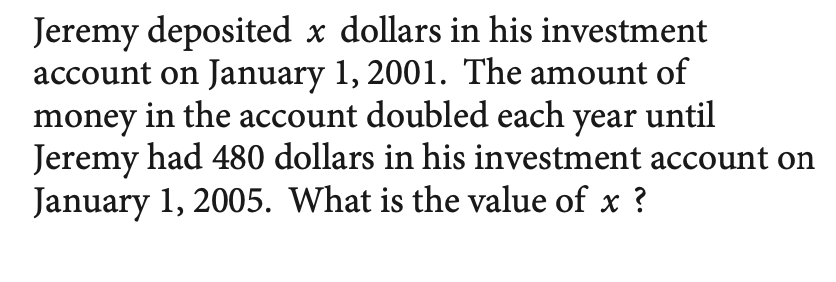 Jeremy deposited x dollars in his investment
account on January 1, 2001. The amount of
money in the account doubled each year until
Jeremy had 480 dollars in his investment account on
January 1, 2005. What is the value of x ?